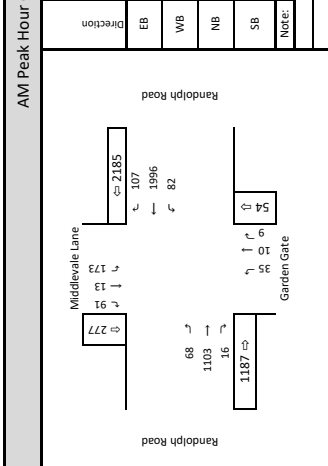 AM Peak Hour
Direction
EB
WB
NB
SB
Note:
Randolph Road
Middlevale Lane
⇨ 2185
107
1996
82
277 ⇨
91
13
173
68
1103
16
1187 ⇨
54 ⇨
9
10
35
Garden Gate
Randolph Road